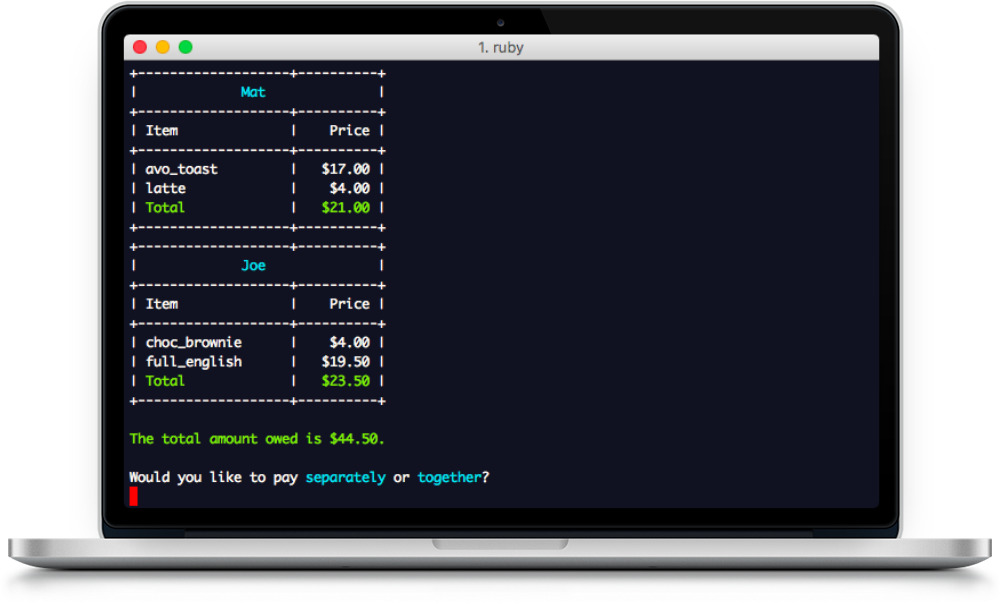 1. ruby
+-------------------+----------+
|             Mat              |
+-------------------+----------+
| Item              |    Price |
+-------------------+----------+
| avo_toast         |   $17.00 |
| latte             |    $4.00 |
| Total             |   $21.00 |
+-------------------+----------+
+-------------------+----------+
|             Joe              |
+-------------------+----------+
| Item              |    Price |
+-------------------+----------+
| choc_brownie      |    $4.00 |
| full_english      |   $19.50 |
| Total             |   $23.50 |
+-------------------+----------+
The total amount owed is $44.50.
Would you like to pay separately or together?